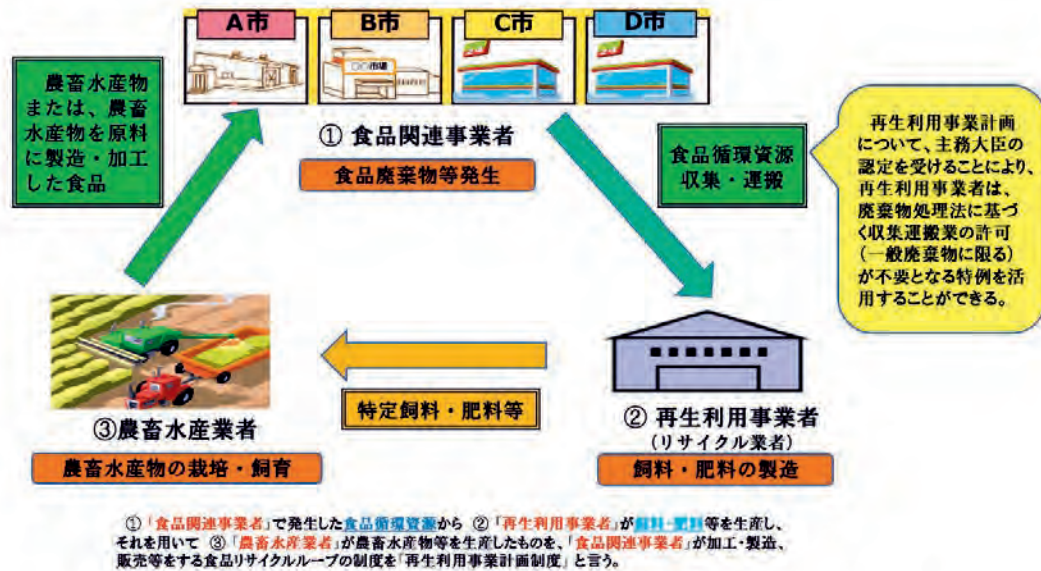 A市
B市
C市
D市
〇〇市場
農畜水産物
または、農畜
水産物を原料
に製造・加工
した食品
① 食品関連事業者
食品廃棄物等発生
食品循環資源
収集・運搬
再生利用事業計画
について、主務大臣の
認定を受けることにより、
再生利用事業者は、
廃棄物処理法に基づ
く収集運搬業の許可
(一般廃棄物に限る)
が不要となる特例を活
用することができる。
特定飼料・肥料等
③農畜水産業者
農畜水産物の栽培・飼育
② 再生利用事業者
(リサイクル業者)
飼料・肥料の製造
①「食品関連事業者」で発生した食品循環資源から ②「再生利用事業者」が飼料・肥料等を生産し、
それを用いて ③「農畜水産業者」が農畜水産物等を生産したものを、「食品関連事業者」が加工・製造、
販売等をする食品リサイクルループの制度を「再生利用事業計画制度」と言う。